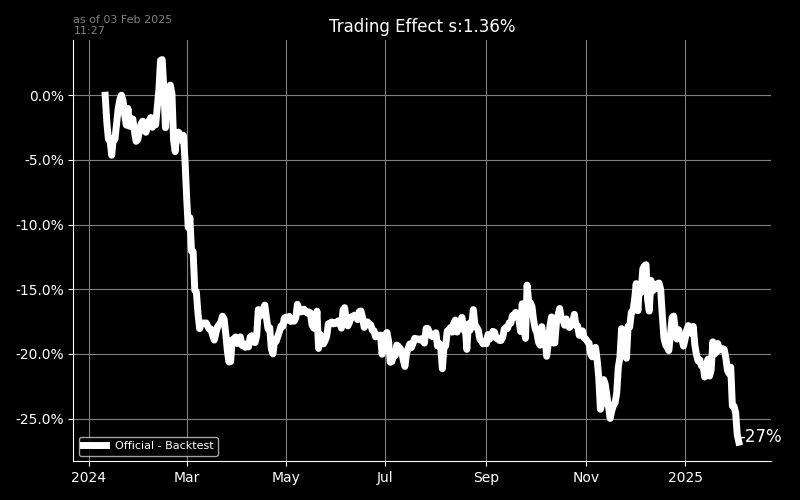 as of 03 Feb 2025
11:27
Trading Effect s:1.36%
0.0%
-5.0%
-10.0%
-15.0%
-20.0%
-25.0%
-27%
Official - Backtest
2024
Mar
May
Jul
Sep
Nov
2025